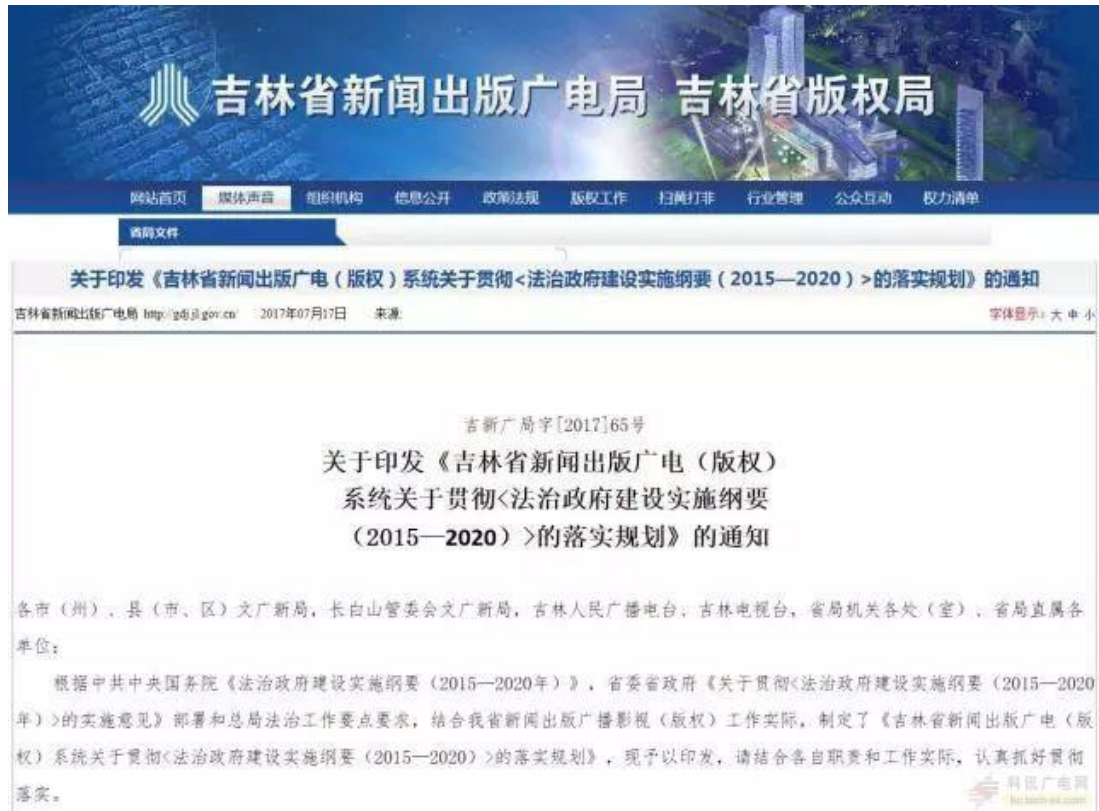 吉林省新闻出版广电局 吉林省版权局
网站首页 媒体声音 组织机构 信息公开 政策法规 版权工作 扫黄打非 行业管理 公众互动 权力清单
省局文件
关于印发《吉林省新闻出版广电（版权）系统关于贯彻<法治政府建设实施纲要（2015—2020）>的落实规划》的通知
吉林省新闻出版广电局 http://gdj.jl.gov.cn/ 2017年07月17日 来源: 字体显示: 大 中 小
吉新广局字[2017]65号
关于印发《吉林省新闻出版广电（版权）
系统关于贯彻<法治政府建设实施纲要
（2015—2020）>的落实规划》的通知
各市（州）、县（市、区）文广新局，长白山管委会文广新局，吉林人民广播电台、吉林电视台，省局机关各处（室）、省局直属各
单位：
根据中共中央国务院《法治政府建设实施纲要（2015—2020年）》，省委省政府《关于贯彻<法治政府建设实施纲要（2015—2020
年）>的实施意见》部署和总局法治工作要点要求，结合我省新闻出版广播影视（版权）工作实际，制定了《吉林省新闻出版广电（版
权）系统关于贯彻<法治政府建设实施纲要（2015—2020）>的落实规划》，现予以印发，请结合各自职责和工作实际，认真抓好贯彻
落实。
科讯广电网